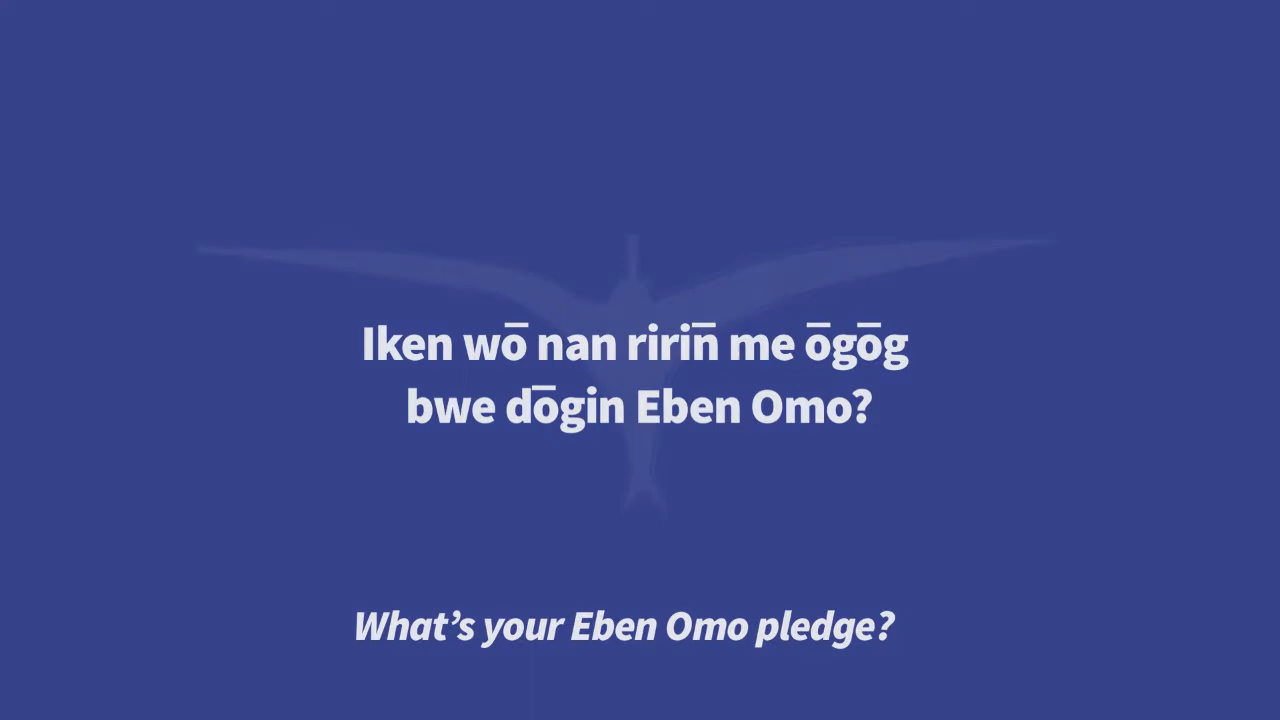 Iken wō nan ririn̄ me ōgōg
bwe dōgin Eben Omo?
What’s your Eben Omo pledge?